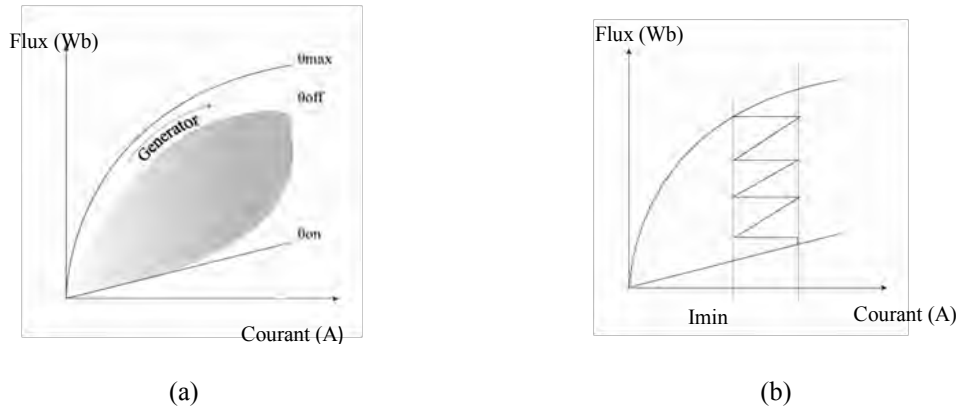 Flux (Wb)
θmax
θoff
Generator
θon
Courant (A)
(a)
Flux (Wb)
Imin
Courant (A)
(b)